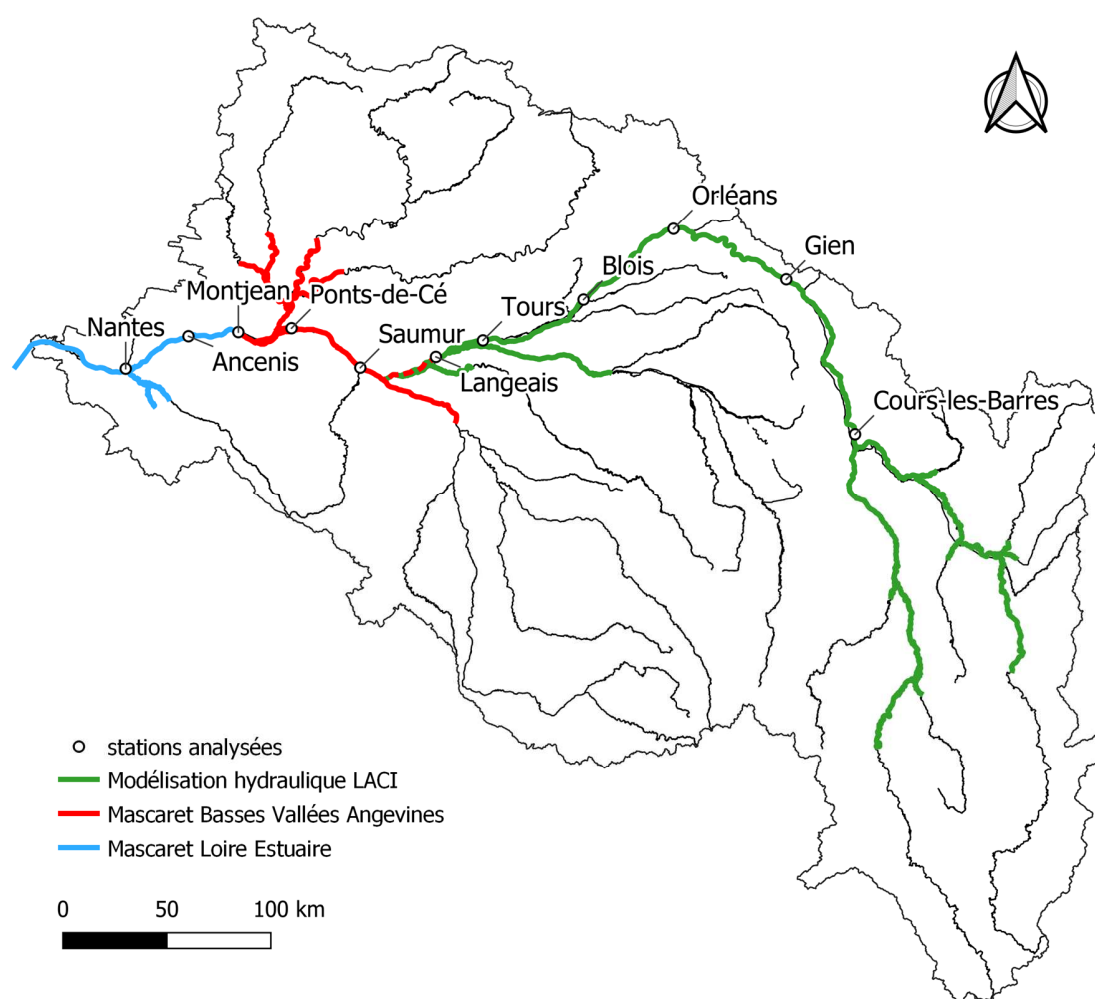 Orléans
Gien
Blois
Montjean
Ponts-de-Cé
Tours
Nantes
Saumur
Ancenis
Langeais
Cours-les-Barres
stations analysées
Modélisation hydraulique LACI
Mascaret Basses Vallées Angevines
Mascaret Loire Estuaire
0 50 100 km